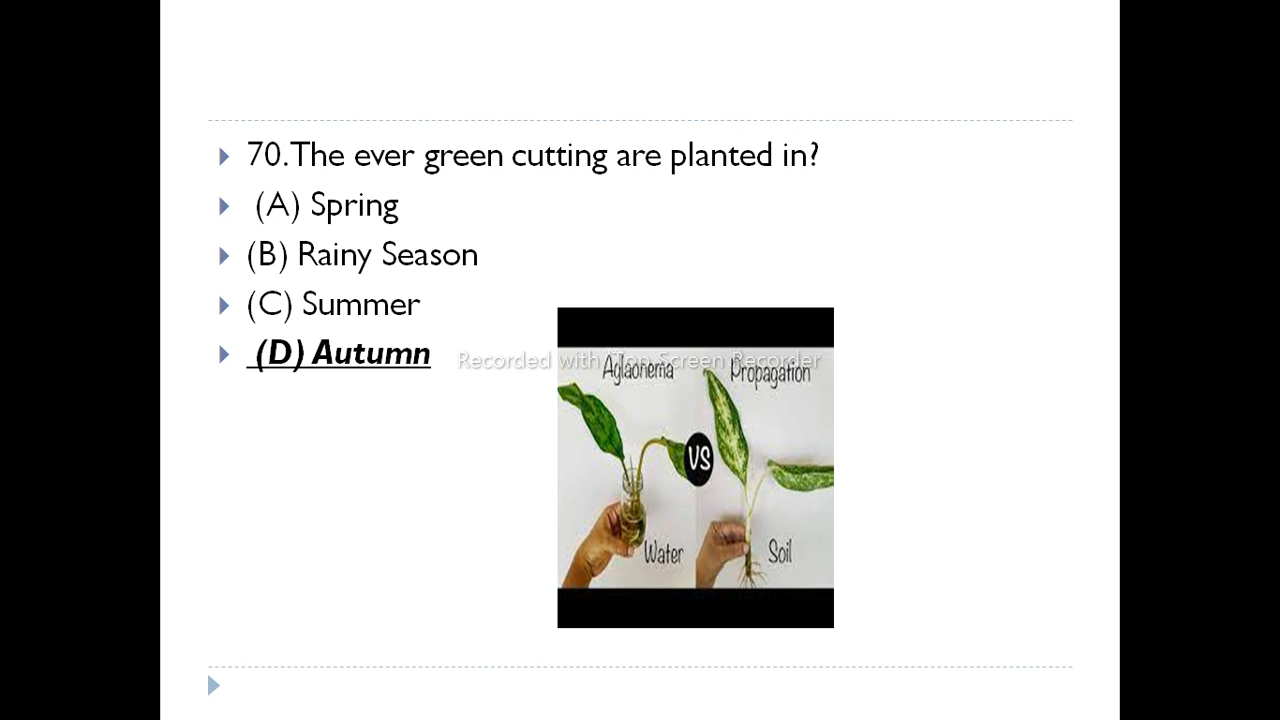 70.The ever green cutting are planted in?
(A) Spring
(B) Rainy Season
(C) Summer
(D) Autumn
Recorded with Top Screen Recorder
Aglaonema Propagation
VS
Water Soil